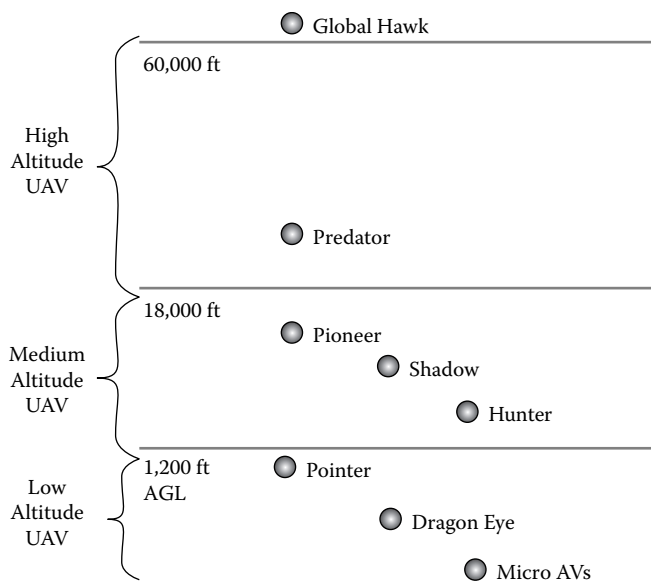 Global Hawk
60,000 ft
High
Altitude
UAV
Predator
18,000 ft
Pioneer
Medium
Altitude
UAV
Shadow
Hunter
1,200 ft
AGL
Pointer
Low
Altitude
UAV
Dragon Eye
Micro AVs